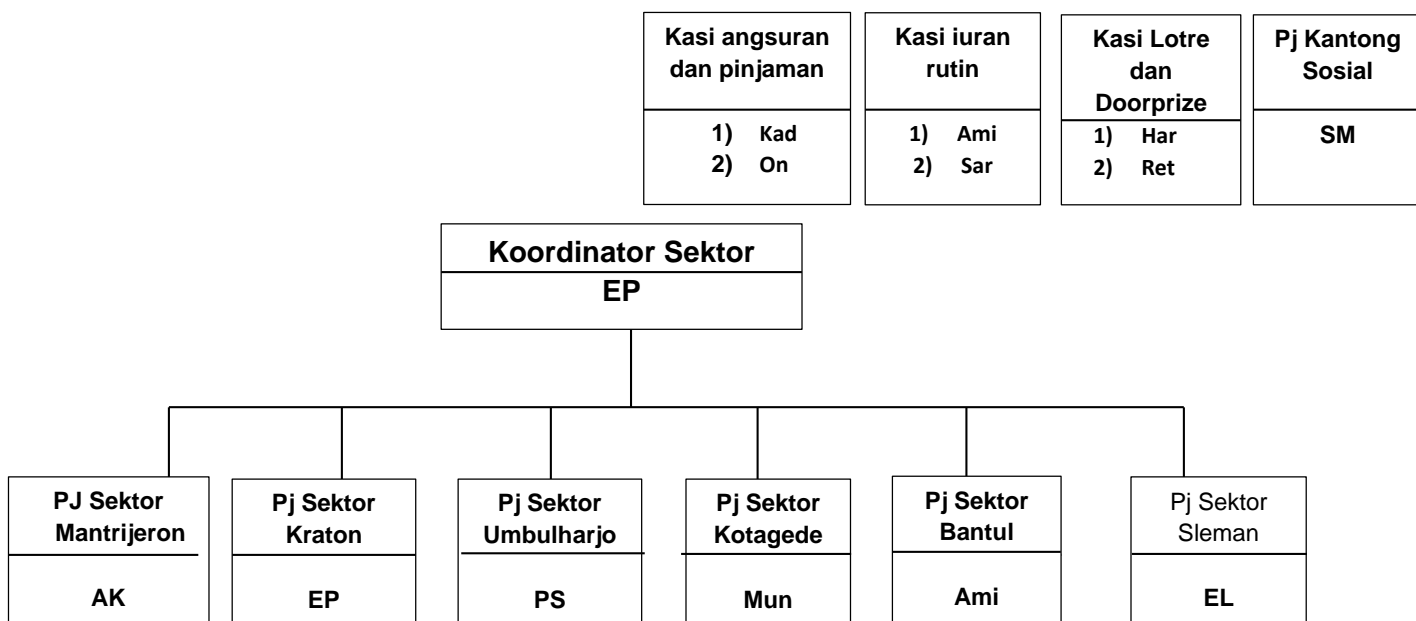 Kasi angsuran
dan pinjaman
1) Kad
2) On
Kasi iuran
rutin
1) Ami
2) Sar
Kasi Lotre
dan
Doorprize
1) Har
2) Ret
Pj Kantong
Sosial
SM
Koordinator Sektor
EP
PJ Sektor
Mantrijeron
AK
Pj Sektor
Kraton
EP
Pj Sektor
Umbulharjo
PS
Pj Sektor
Kotagede
Mun
Pj Sektor
Bantul
Ami
Pj Sektor
Sleman
EL